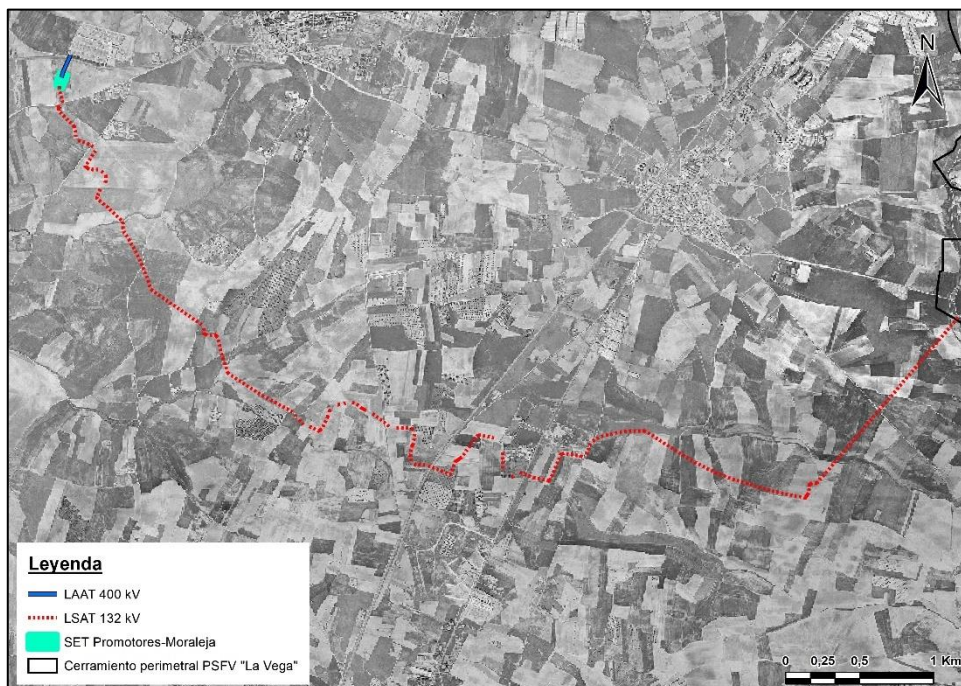 N
Leyenda
LAAT 400 kV
LSAT 132 kV
SET Promotores-Moraleja
Cerramiento perimetral PSFV "La Vega"
0 0,25 0,5 1 Km